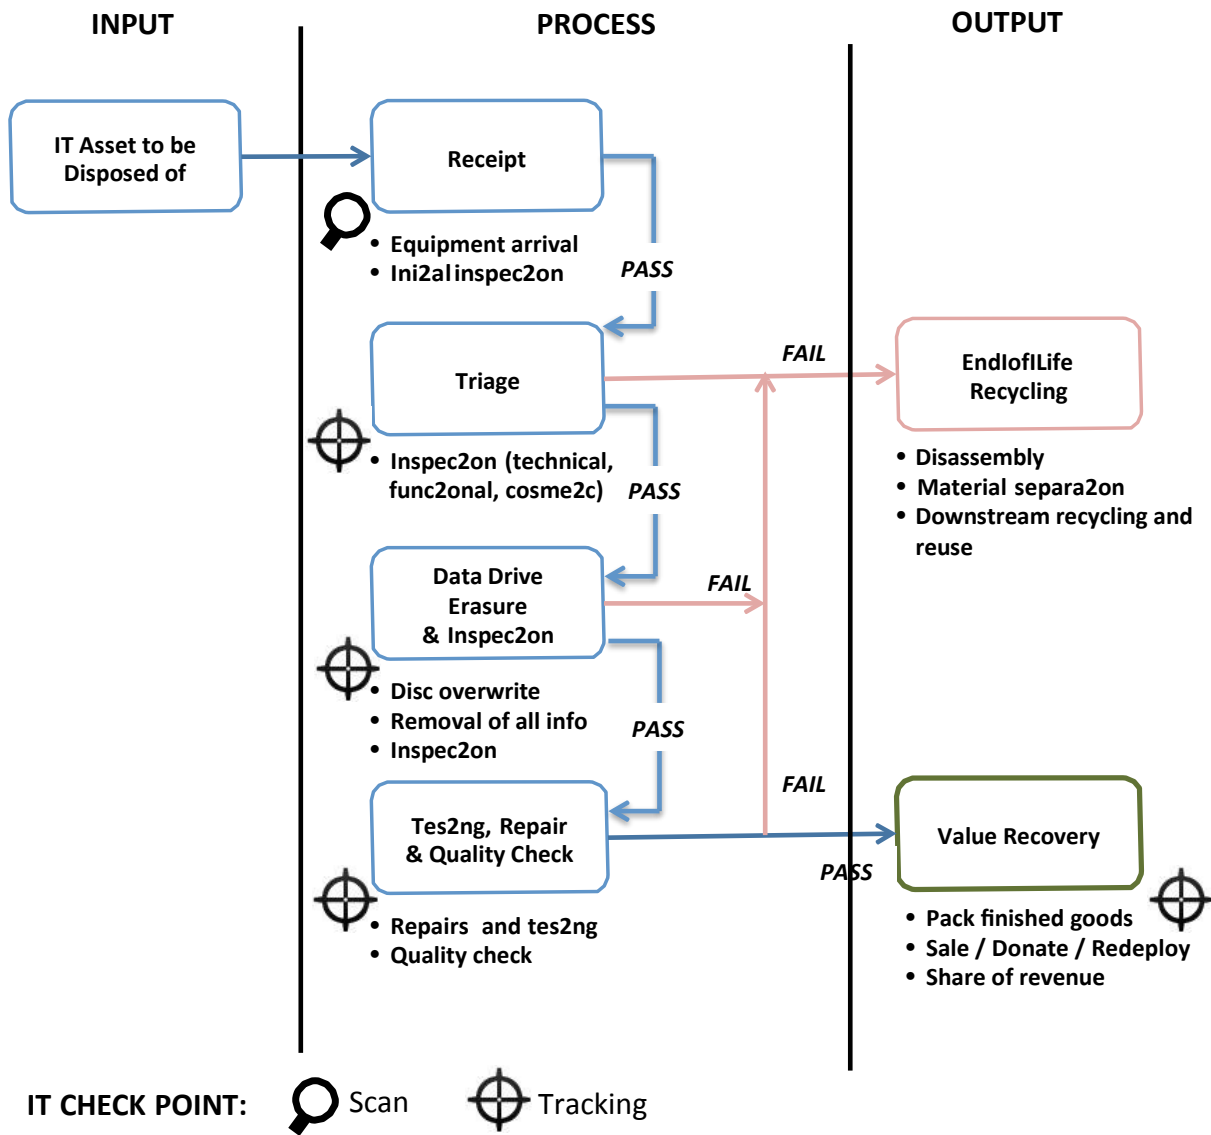 INPUT
PROCESS
OUTPUT
IT Asset to be
Disposed of
Receipt
• Equipment arrival
• Ini2al inspec2on
PASS
Triage
FAIL
EndIofILife
Recycling
• Inspec2on (technical,
func2onal, cosme2c)
PASS
• Disassembly
• Material separa2on
• Downstream recycling and
reuse
Data Drive
Erasure
& Inspec2on
FAIL
• Disc overwrite
• Removal of all info
• Inspec2on
PASS
Tes2ng, Repair
& Quality Check
FAIL
PASS
Value Recovery
• Repairs and tes2ng
• Quality check
• Pack finished goods
• Sale / Donate / Redeploy
• Share of revenue
IT CHECK POINT:
Scan
Tracking